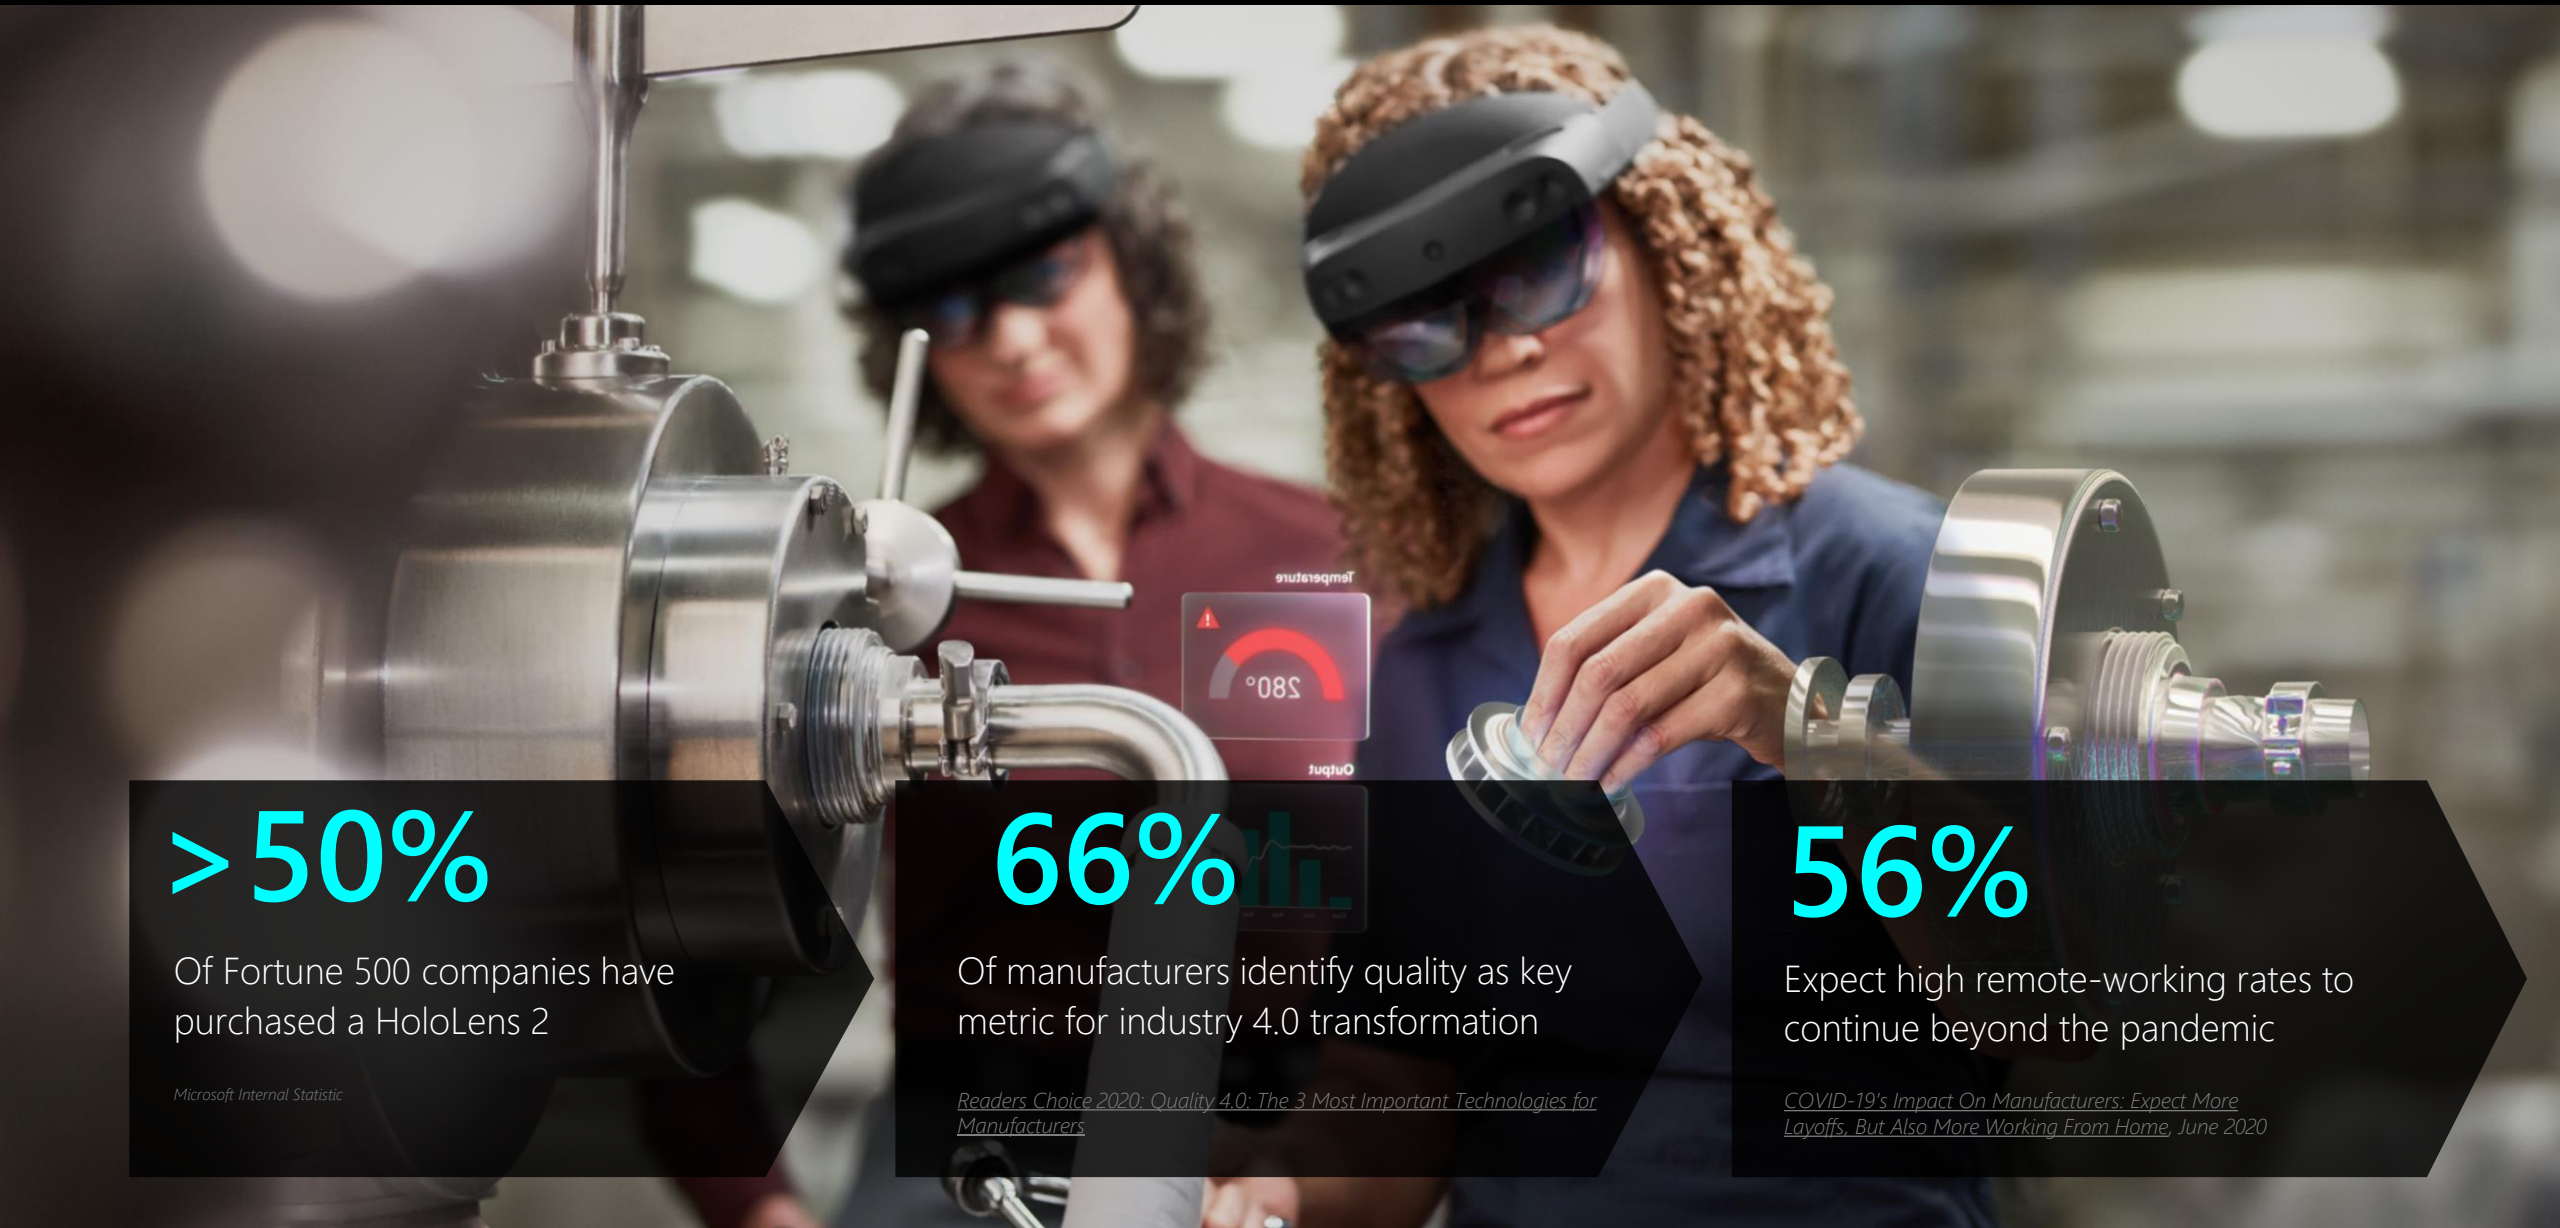 Temperature
280°
Output
>50%
Of Fortune 500 companies have
purchased a HoloLens 2
Microsoft Internal Statistic
66%
Of manufacturers identify quality as key
metric for industry 4.0 transformation
Readers Choice 2020: Quality 4.0: The 3 Most Important Technologies for
Manufacturers
56%
Expect high remote-working rates to
continue beyond the pandemic
COVID-19's Impact On Manufacturers: Expect More
Layoffs, But Also More Working From Home, June 2020